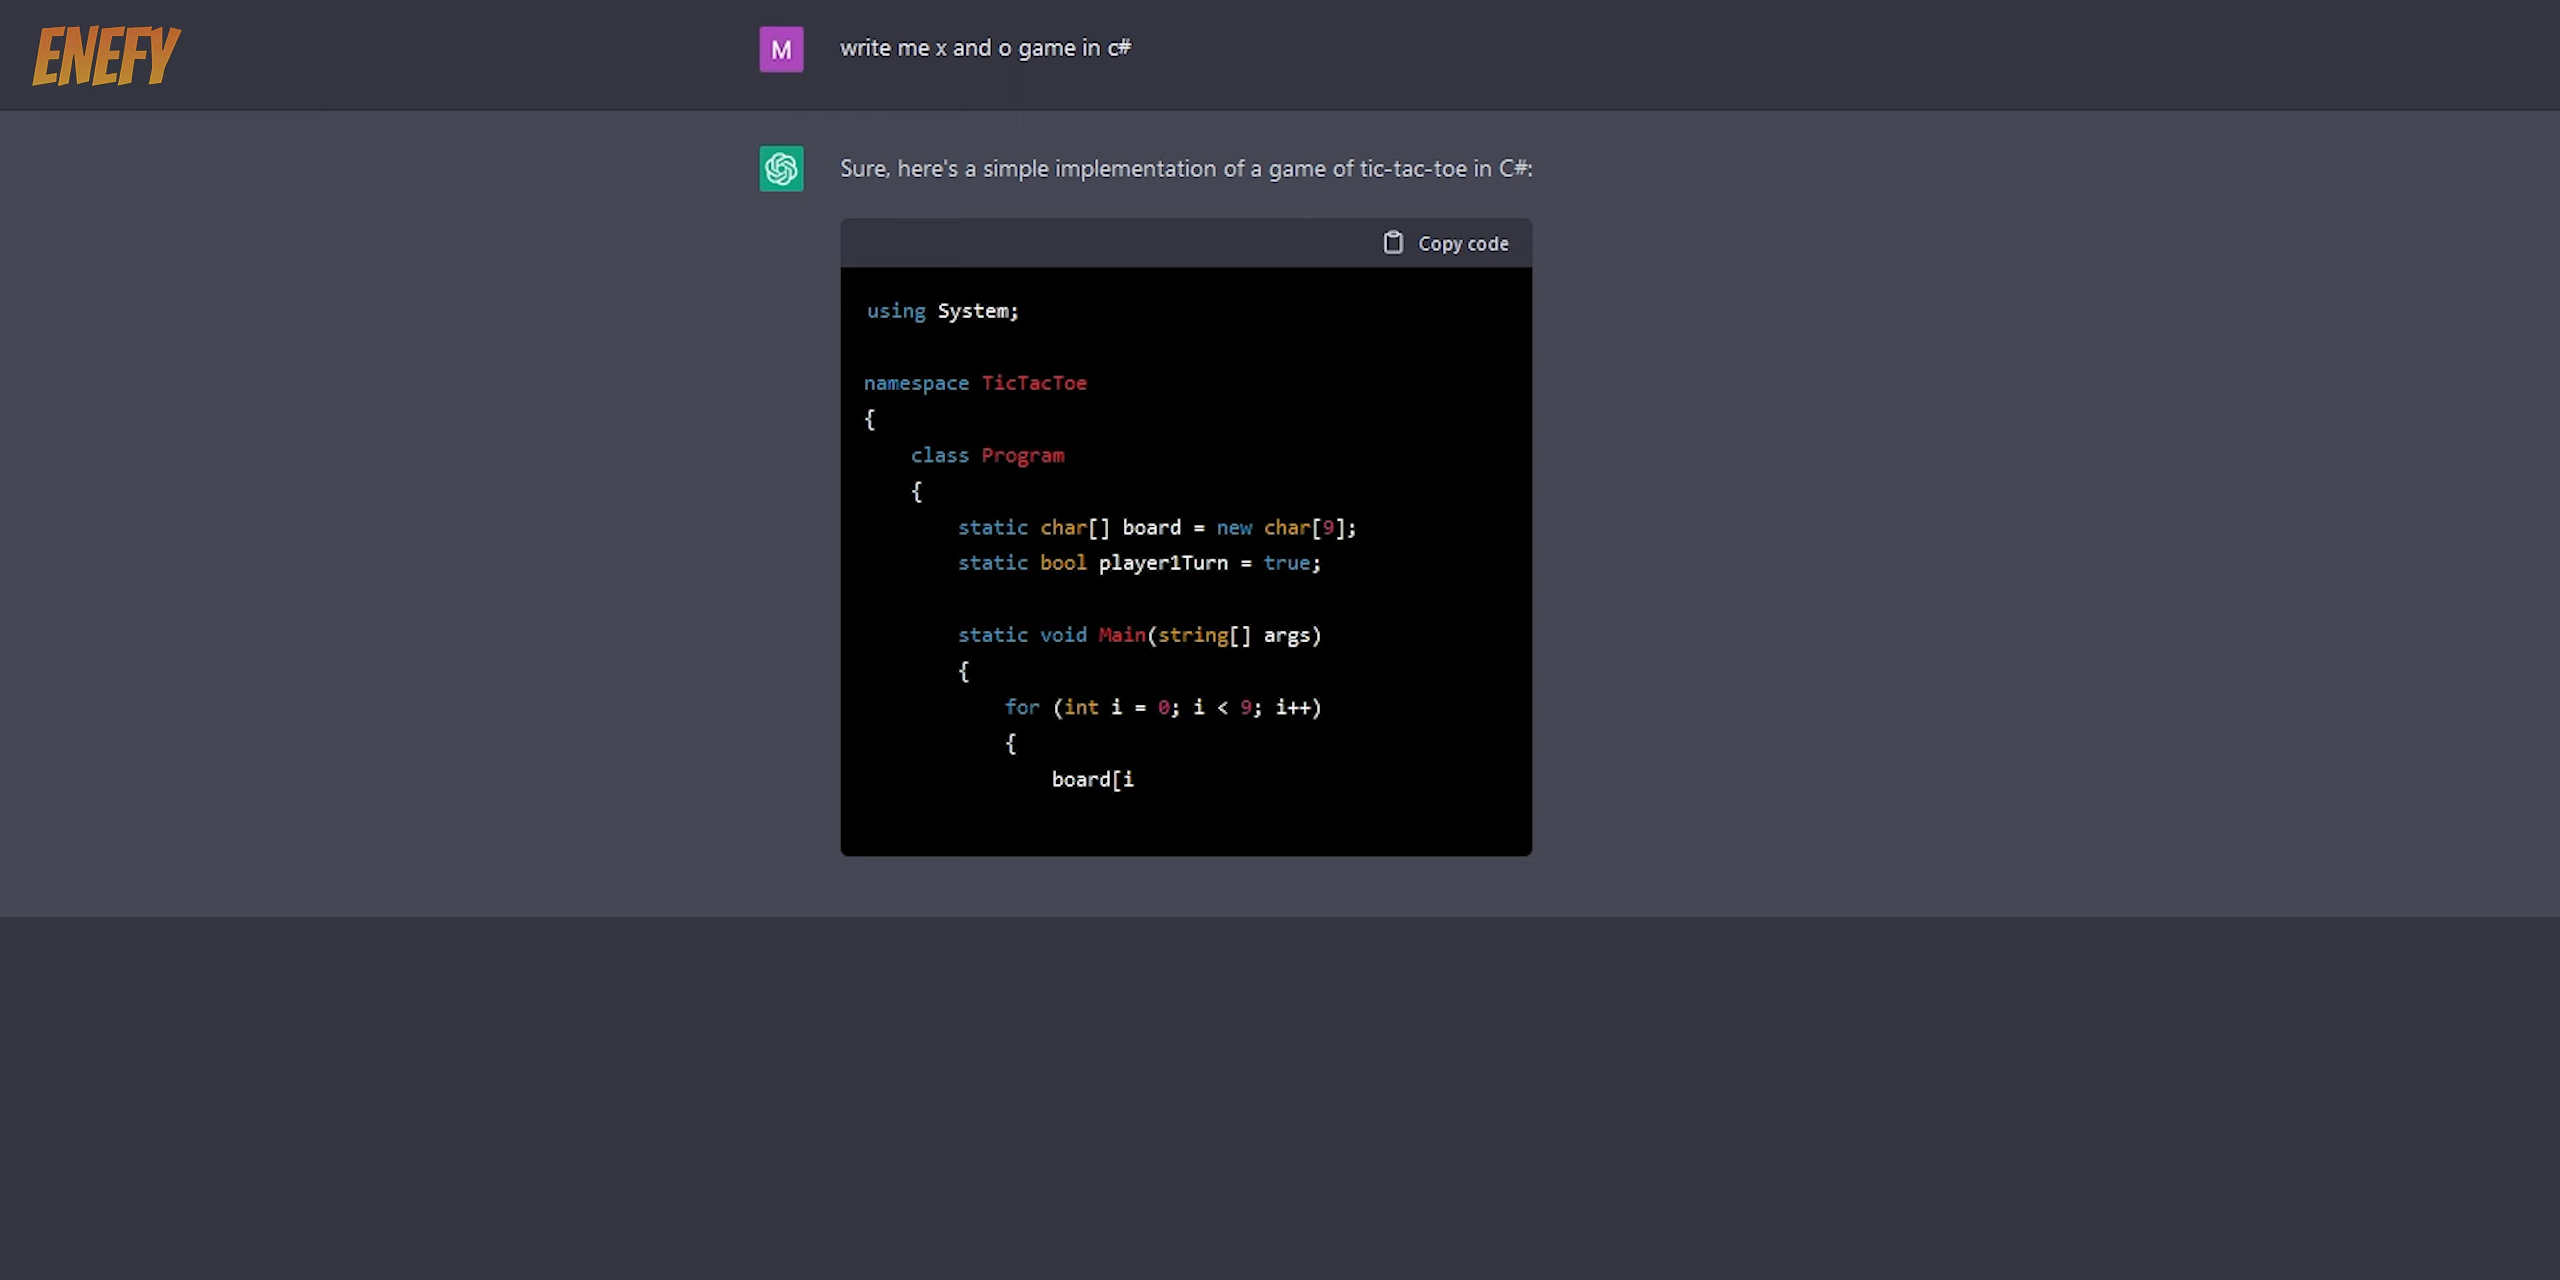 ENEFY
M
write me x and o game in c#
Sure, here's a simple implementation of a game of tic-tac-toe in C#:
Copy code
using System;
namespace TicTacToe
{
class Program
{
static char[] board = new char[9];
static bool player1Turn = true;
static void Main(string[] args)
{
for (int i = 0; i < 9; i++)
{
board[i